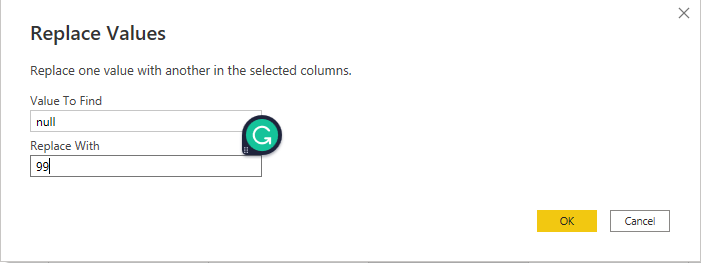 Replace Values
Replace one value with another in the selected columns.
Value To Find
null
Replace With
99
OK
Cancel